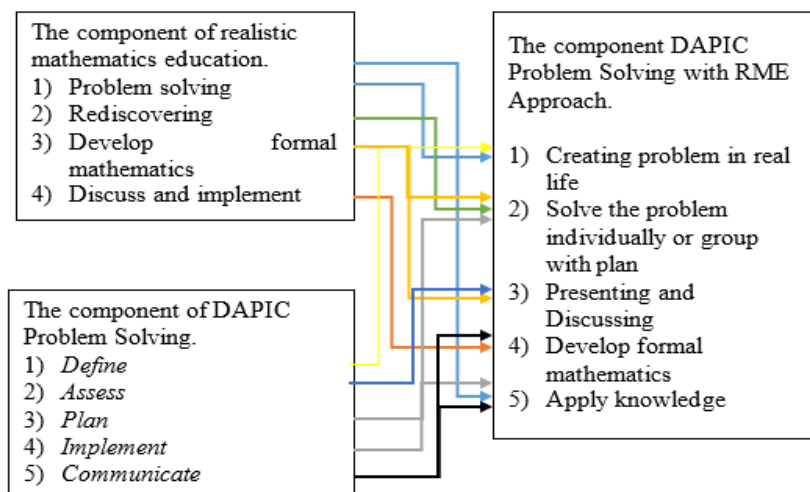 The component of realistic
mathematics education.
1) Problem solving
2) Rediscovering
3) Develop formal
mathematics
4) Discuss and implement
The component of DAPIC
Problem Solving.
1) Define
2) Assess
3) Plan
4) Implement
5) Communicate
The component DAPIC
Problem Solving with RME
Approach.
1) Creating problem in real
life
2) Solve the problem
individually or group
with plan
3) Presenting and
Discussing
4) Develop formal
mathematics
5) Apply knowledge